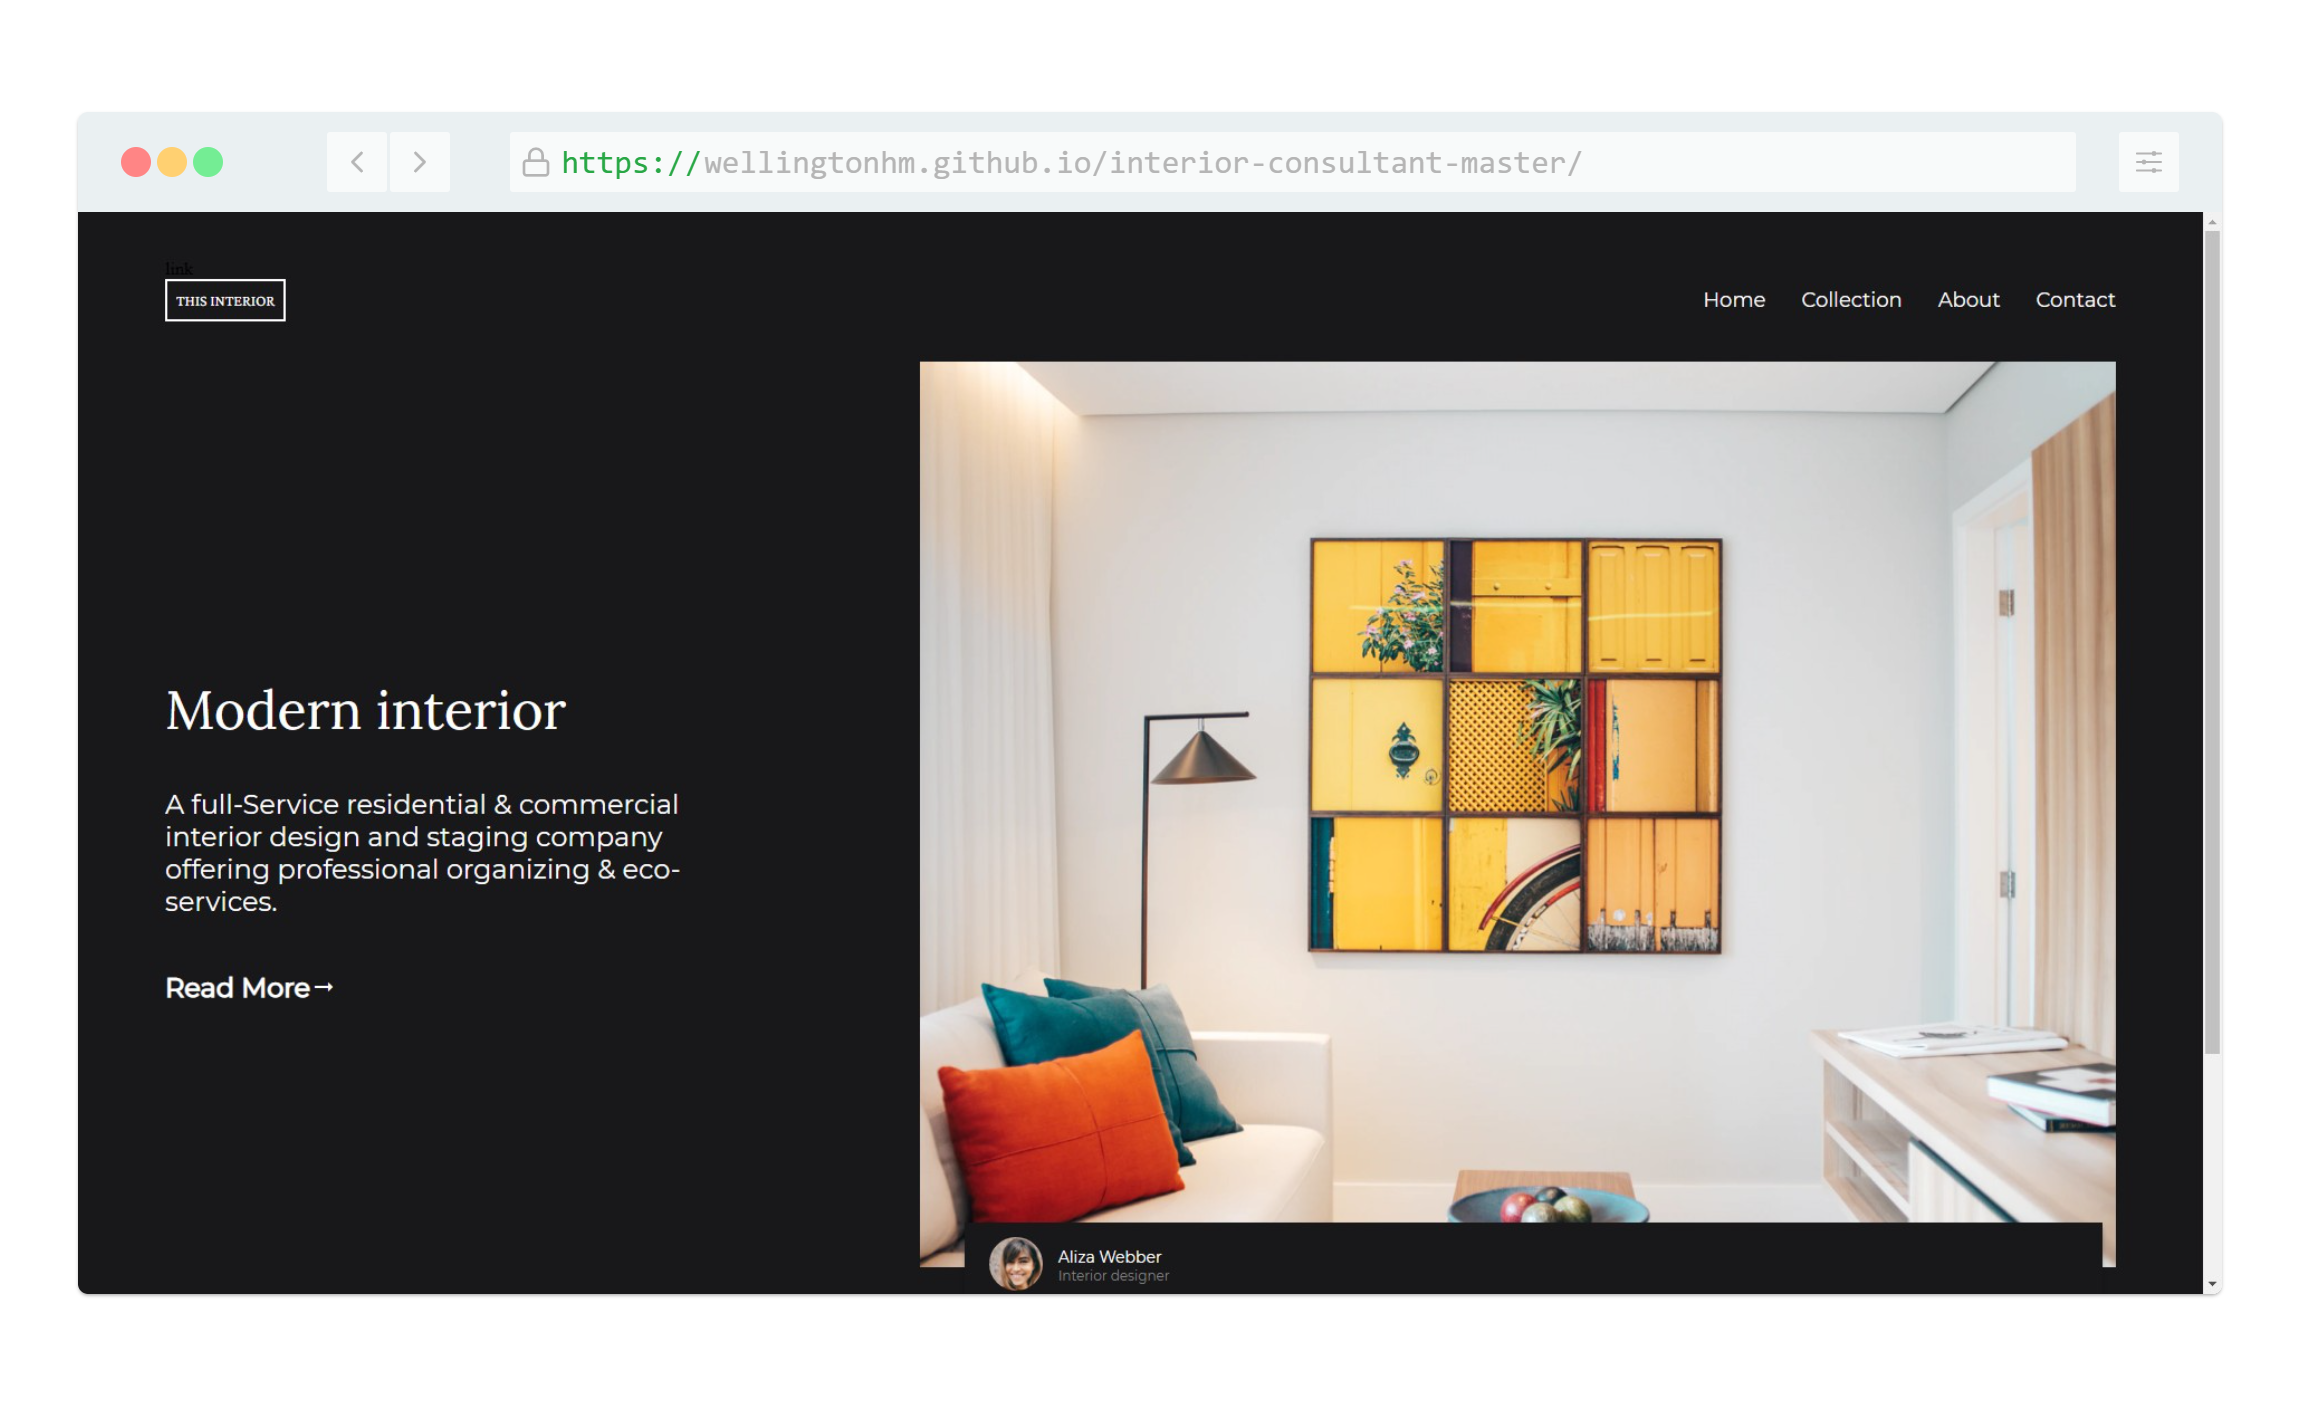 https://wellingtonhm.github.io/interior-consultant-master/
link
THIS INTERIOR
Home Collection About Contact
Modern interior
A full-Service residential & commercial
interior design and staging company
offering professional organizing & eco-
services.
Read More→
Aliza Webber
Interior designer